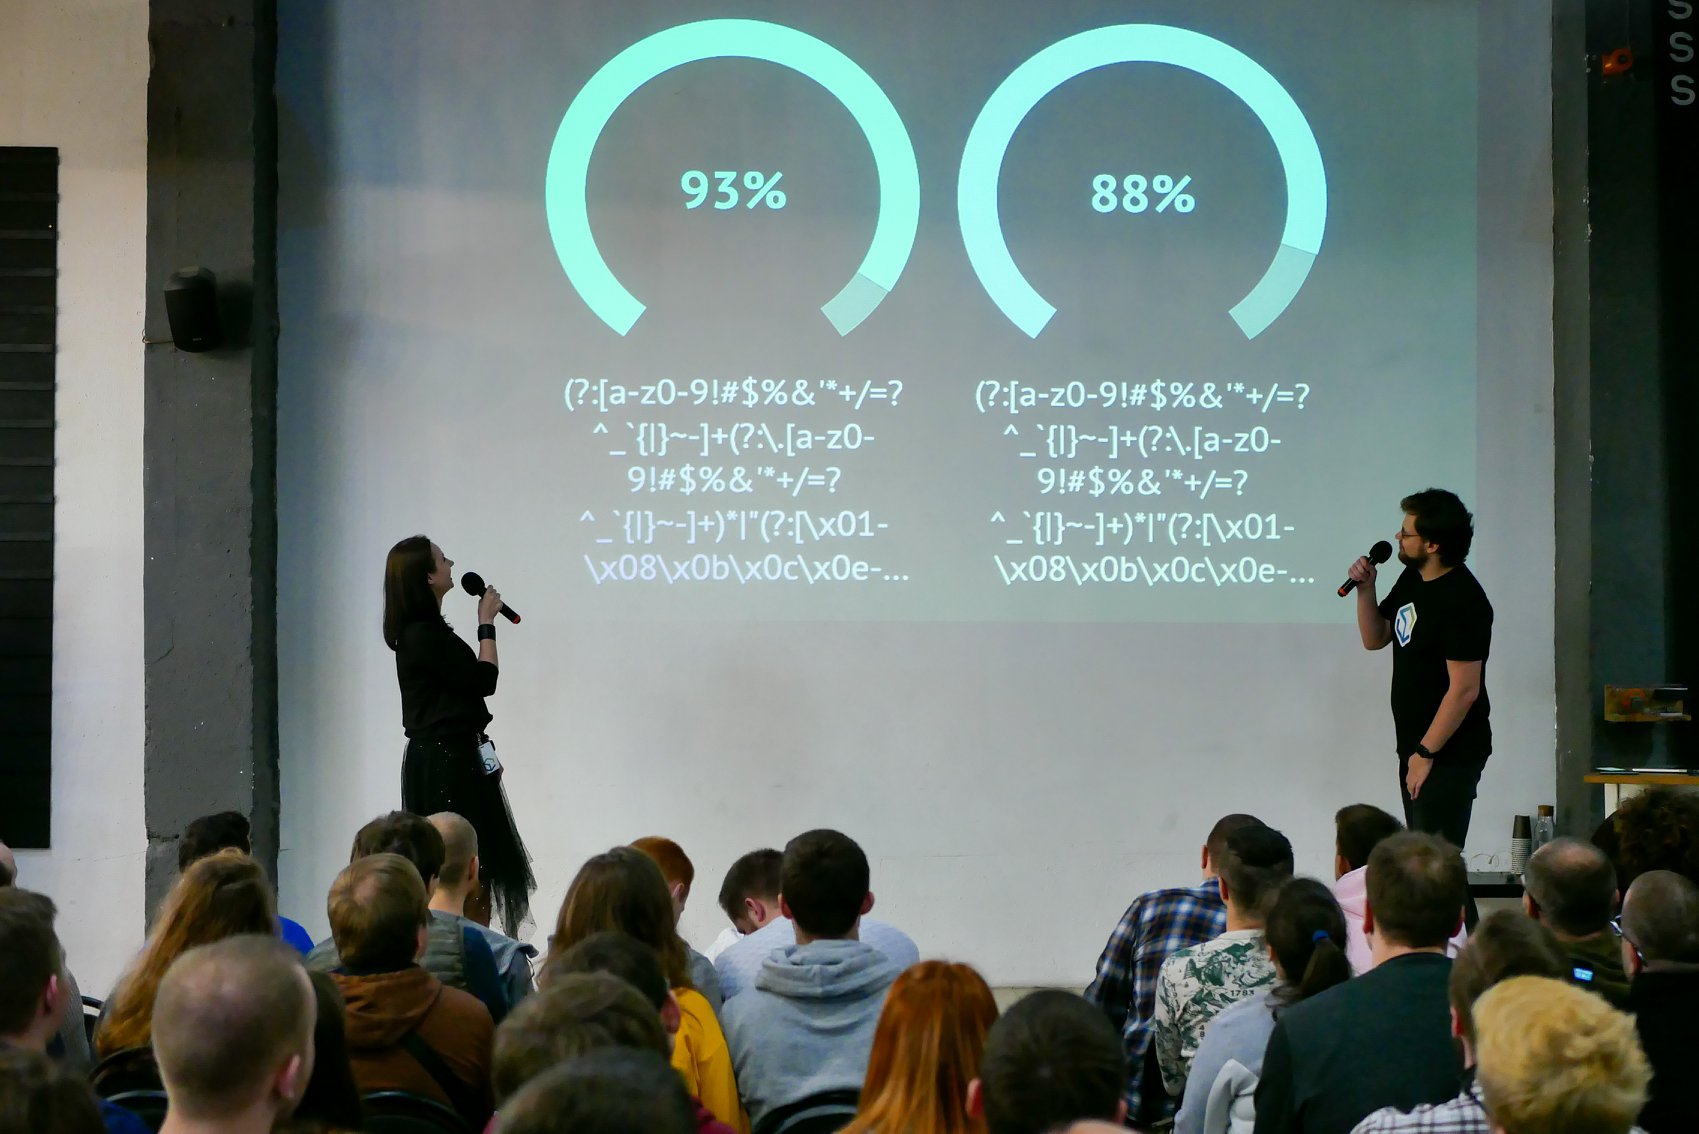 93%
(?:[a-z0-9!#$%&'*+/=?
^_`{|}~-]+(?:\.[a-z0-
9!#$%&'*+/=?
^_`{|}~-]+)*|"(?:[\x01-
\x08\x0b\x0c\x0e-...
88%
(?:[a-z0-9!#$%&'*+/=?
^_`{|}~-]+(?:\.[a-z0-
9!#$%&'*+/=?
^_`{|}~-]+)*|"(?:[\x01-
\x08\x0b\x0c\x0e-...
S
S
S
1783